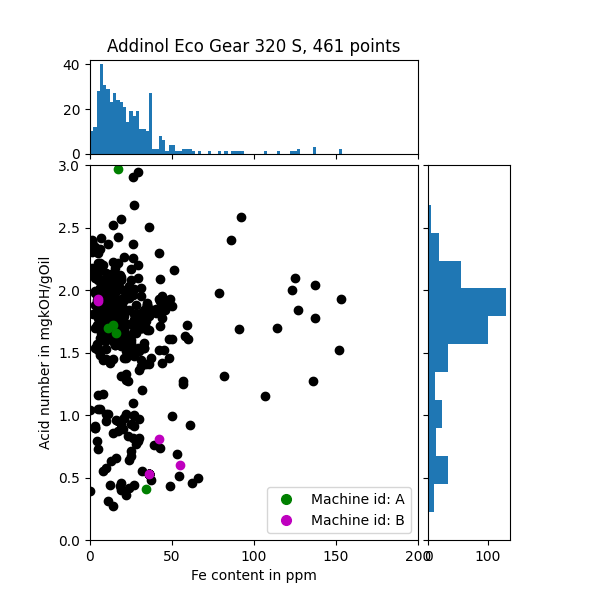 Addinol Eco Gear 320 S, 461 points
40
20
0
3.0
2.5
2.0
1.5
1.0
0.5
0.0
Acid number in mgkOH/gOil
Machine id: A
Machine id: B
0 50 100 150 200 0 100
Fe content in ppm